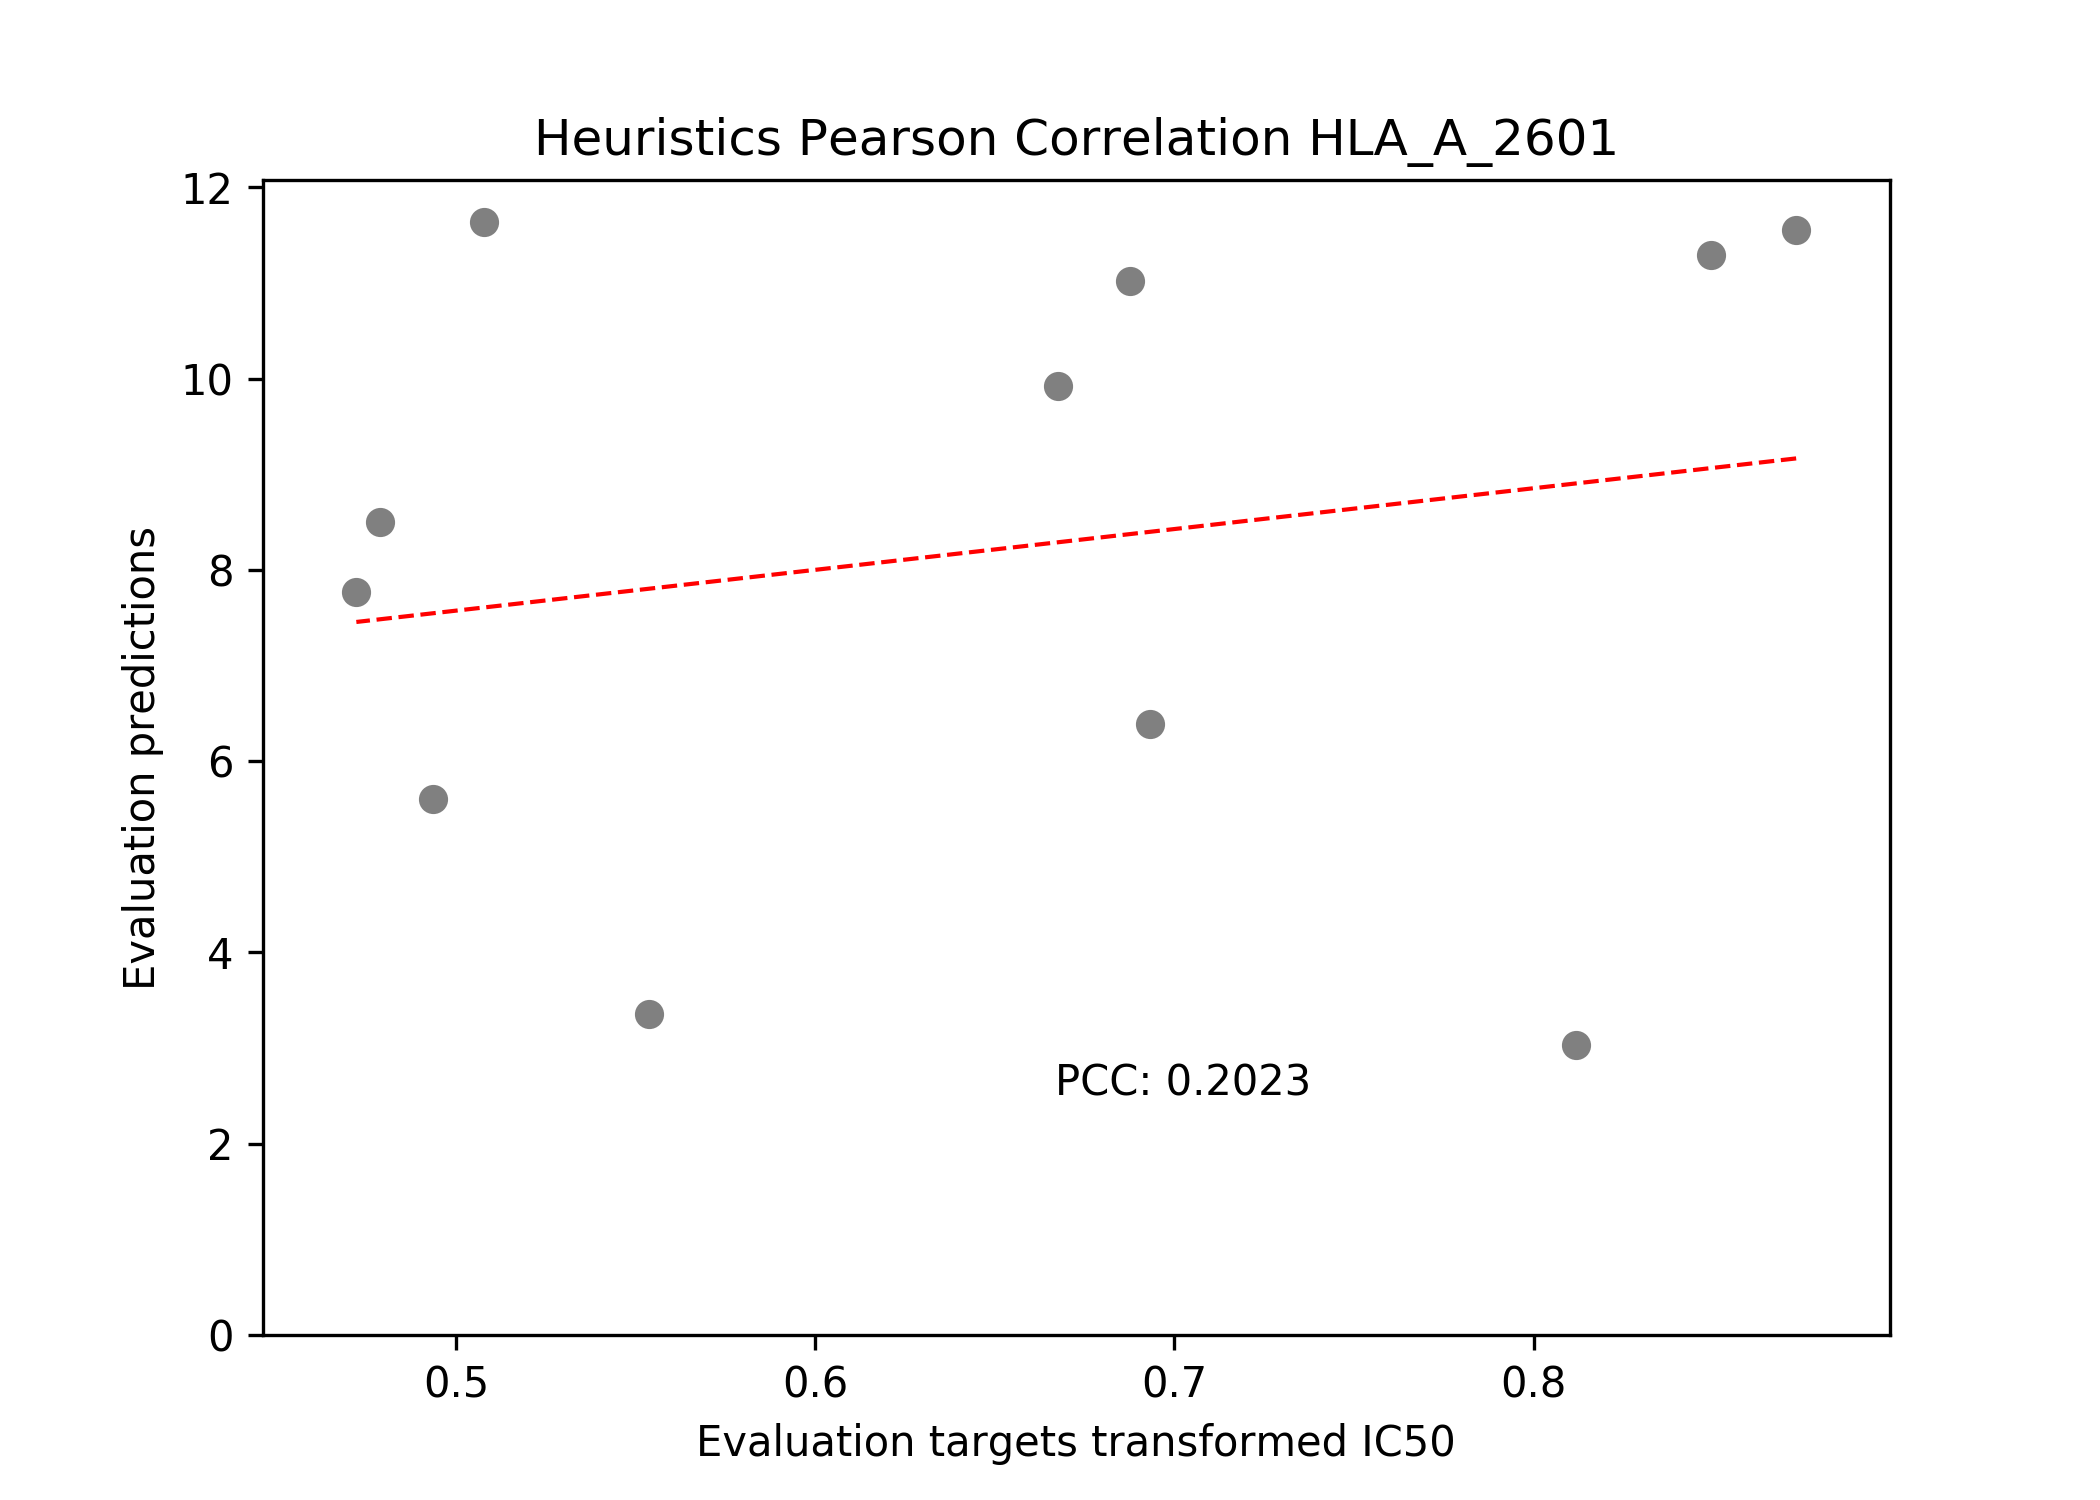 Heuristics Pearson Correlation HLA_A_2601
12
10
8
6
4
2
0
Evaluation predictions
PCC: 0.2023
0.5 0.6 0.7 0.8
Evaluation targets transformed IC50